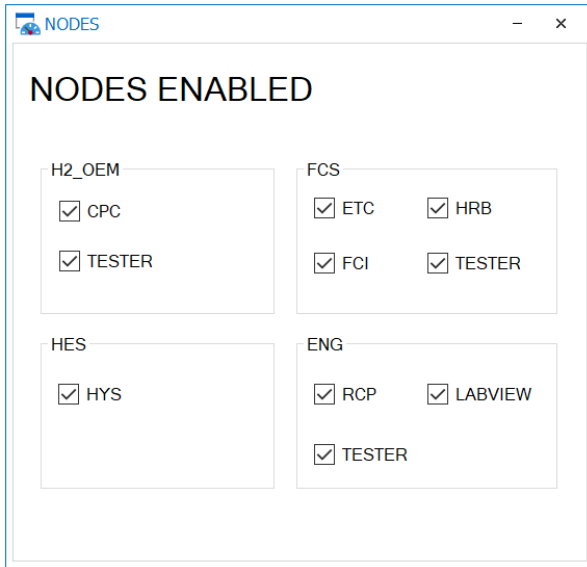 NODES
NODES ENABLED
H2_OEM
CPC
TESTER
FCS
ETC HRB
FCI TESTER
HES
HYS
ENG
RCP LABVIEW
TESTER